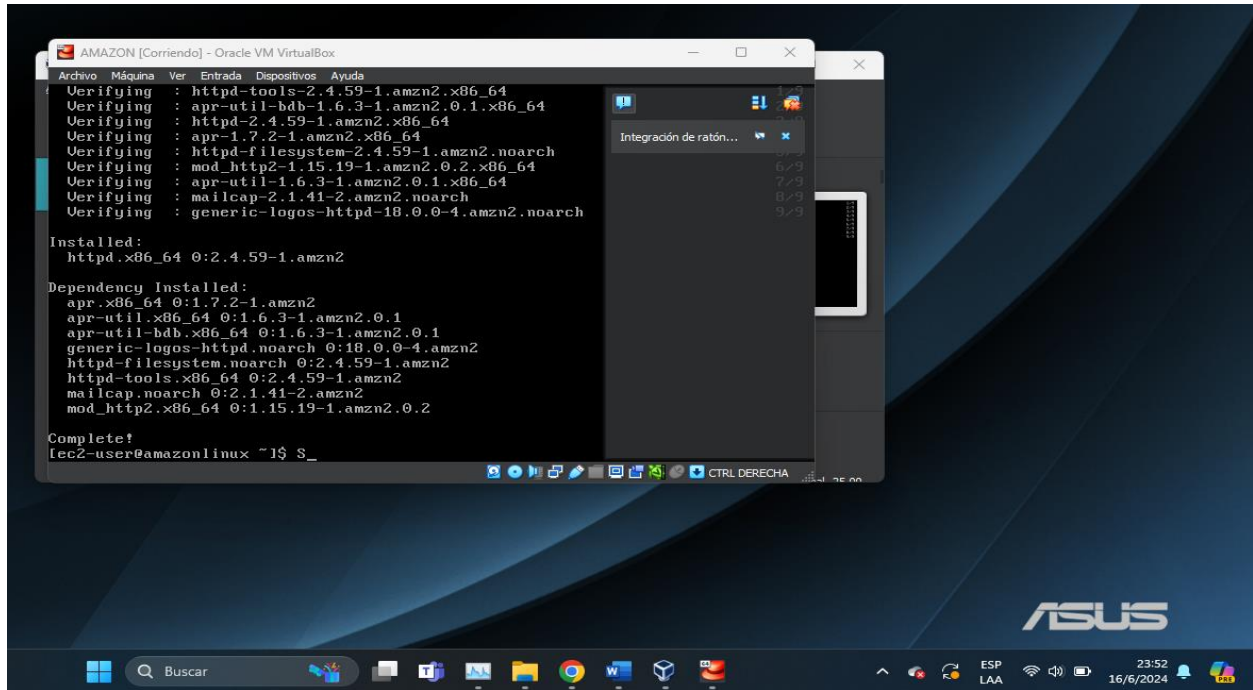 AMAZON [Corriendo] - Oracle VM VirtualBox
Archivo Máquina Ver Entrada Dispositivos Ayuda
Verifying : httpd-tools-2.4.59-1.amzn2.x86_64 1/9
Verifying : apr-util-bdb-1.6.3-1.amzn2.0.1.x86_64
Verifying : httpd-2.4.59-1.amzn2.x86_64
Verifying : apr-1.7.2-1.amzn2.x86_64
Verifying : httpd-filesystem-2.4.59-1.amzn2.noarch
Verifying : mod_http2-1.15.19-1.amzn2.0.2.x86_64 6/9
Verifying : apr-util-1.6.3-1.amzn2.0.1.x86_64 7/9
Verifying : mailcap-2.1.41-2.amzn2.noarch 8/9
Verifying : generic-logos-httpd-18.0.0-4.amzn2.noarch 9/9
Integración de ratón...
Installed:
httpd.x86_64 0:2.4.59-1.amzn2
Dependency Installed:
apr.x86_64 0:1.7.2-1.amzn2
apr-util.x86_64 0:1.6.3-1.amzn2.0.1
apr-util-bdb.x86_64 0:1.6.3-1.amzn2.0.1
generic-logos-httpd.noarch 0:18.0.0-4.amzn2
httpd-filesystem.noarch 0:2.4.59-1.amzn2
httpd-tools.x86_64 0:2.4.59-1.amzn2
mailcap.noarch 0:2.1.41-2.amzn2
mod_http2.x86_64 0:1.15.19-1.amzn2.0.2
Complete!
[ec2-user@amazonlinux ~]$ S_
CTRL DERECHA
ASUS
Buscar
ESP
LAA
23:52
16/6/2024
PRE